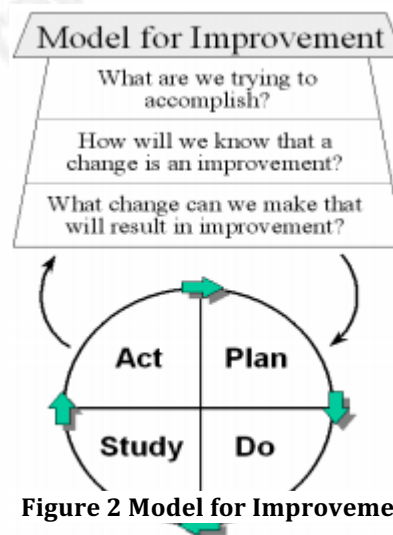 Model for Improvement
What are we trying to
accomplish?
How will we know that a
change is an improvement?
What change can we make that
will result in improvement?
Act Plan
Study Do
Figure 2 Model for Improveme